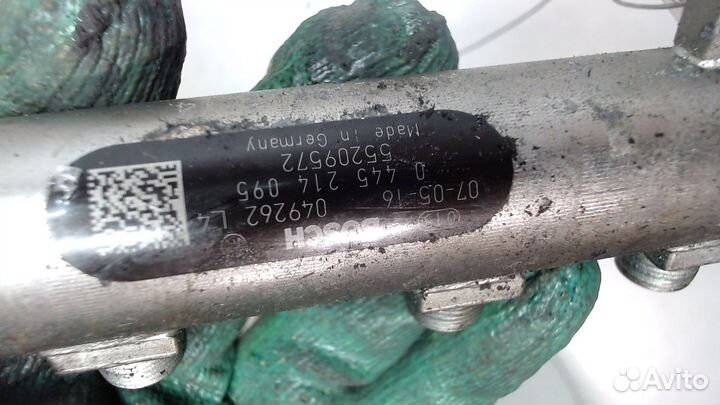 BOSCH
07-05-16 049262 L4
0 445 214 095
55209572
Made in Germany
Avito